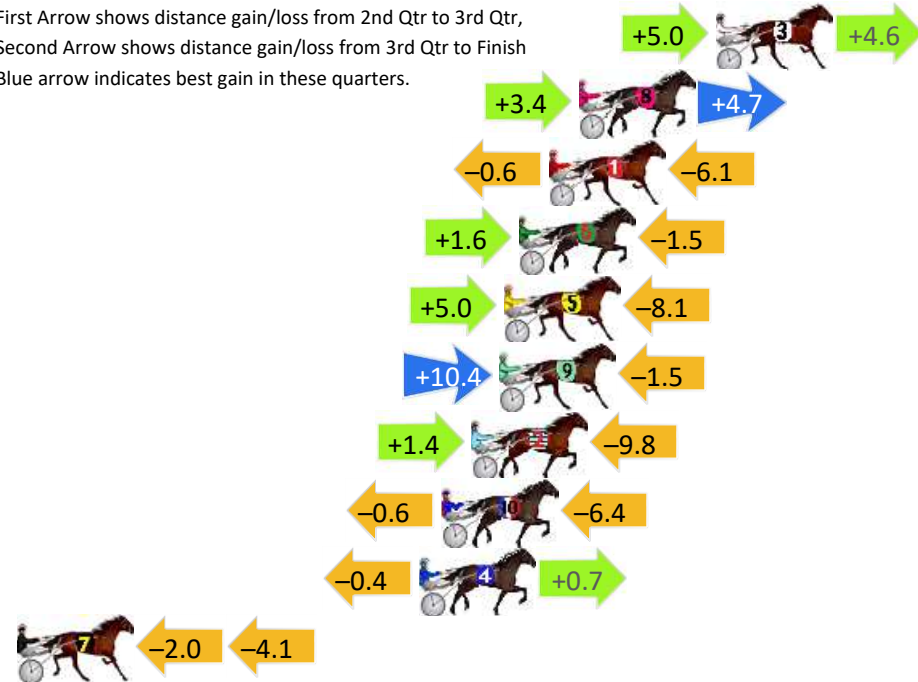 First Arrow shows distance gain/loss from 2nd Qtr to 3rd Qtr,
Second Arrow shows distance gain/loss from 3rd Qtr to Finish
Blue arrow indicates best gain in these quarters.
+5.0 3 +4.6
+3.4 8 +4.7
–0.6 1 –6.1
+1.6 6 –1.5
+5.0 5 –8.1
+10.4 9 –1.5
+1.4 2 –9.8
–0.6 10 –6.4
–0.4 4 +0.7
7 –2.0 –4.1